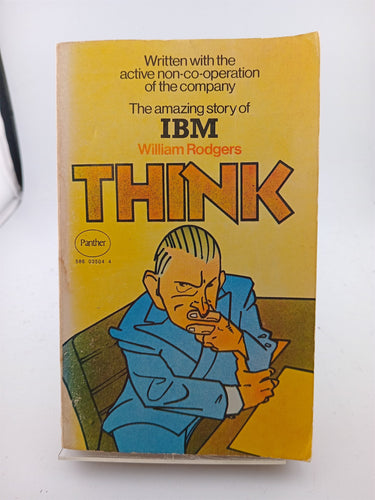 Written with the
active non-co-operation
of the company
The amazing story of
IBM
William Rodgers
THINK
Panther
586 03504 4